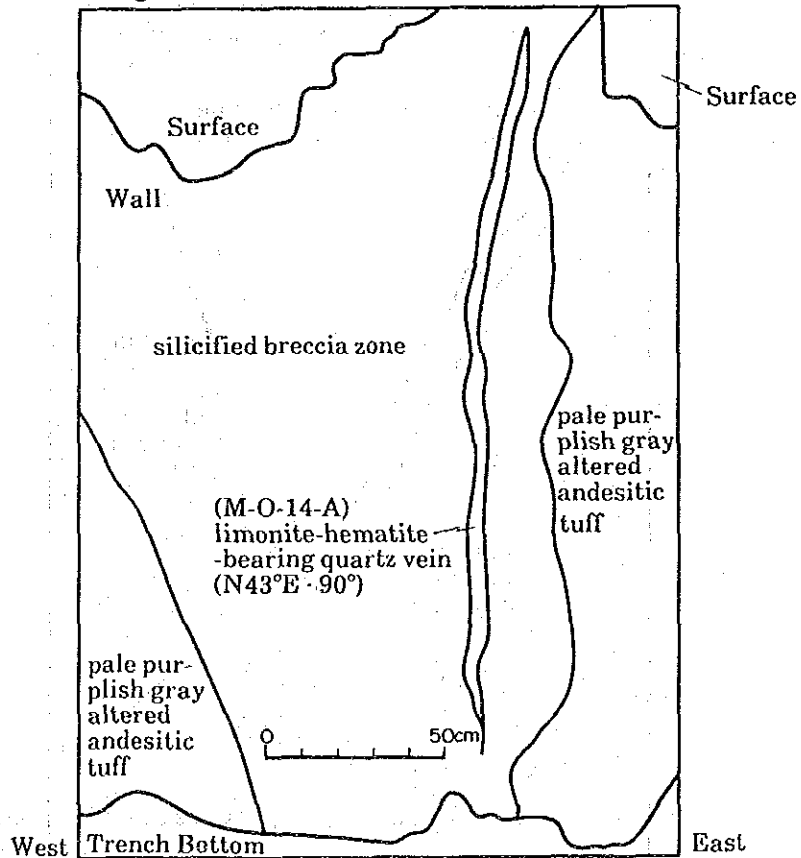 Surface
Surface
Wall
silicified breccia zone
pale pur-
plish gray
altered
andesitic
tuff
(M-O-14-A)
limonite-hematite
-bearing quartz vein
(N43°E · 90°)
pale pur-
plish gray
altered
andesitic
tuff
0 50cm
West Trench Bottom East